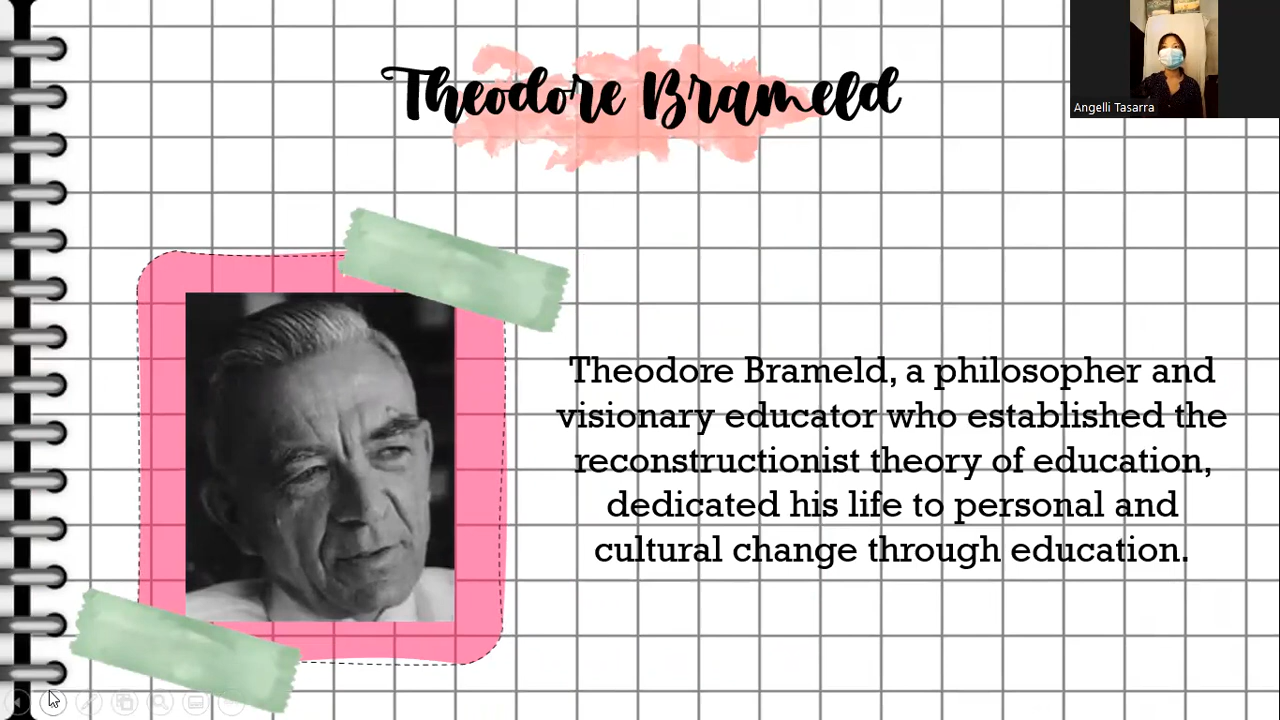 Theodore Brameld
Angelli Tasarra
Theodore Brameld, a philosopher and
visionary educator who established the
reconstructionist theory of education,
dedicated his life to personal and
cultural change through education.